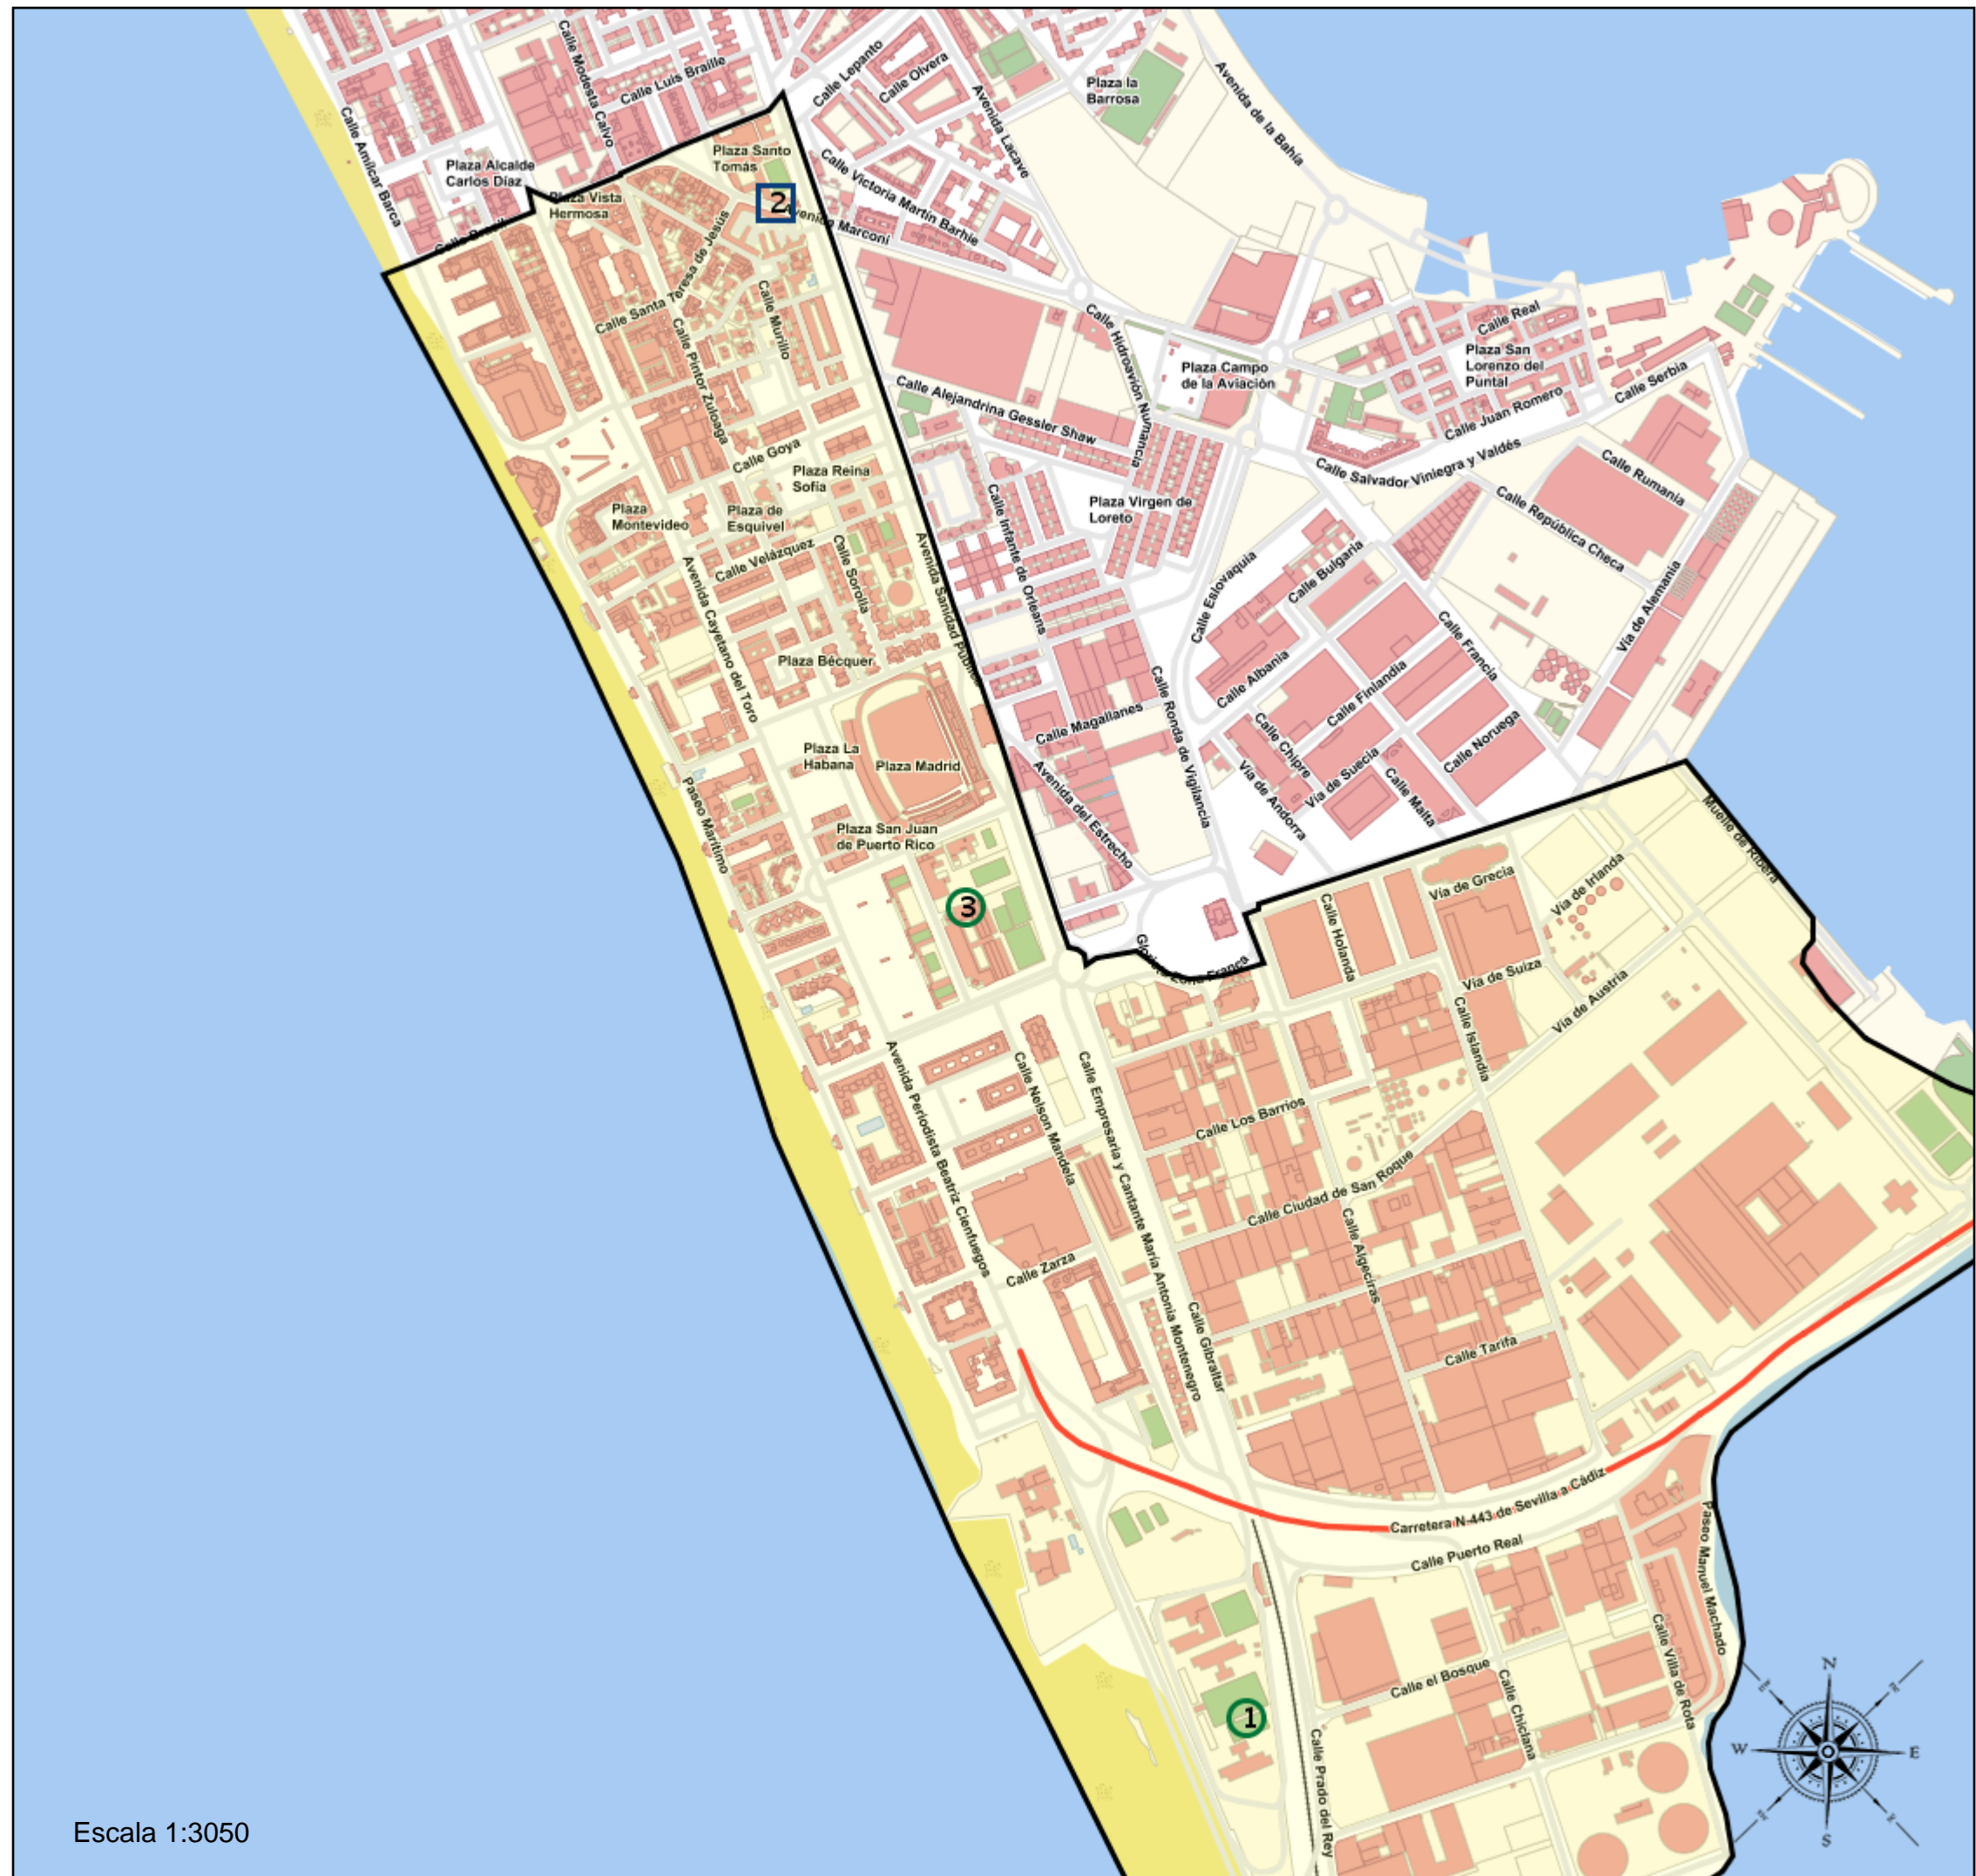 Calle Modesta Calvo
Calle Luis Braille
Calle Lepanto
Calle Olvera
Avenida Lacave
Plaza la
Barrosa
Avenida de la Bahía
Calle Amílcar Barca
Plaza Alcalde
Carlos Díaz
Plaza Santo
Tomás
Calle Victoria Martín Barhie
Plaza Vista
Hermosa
2
Avenida Marconi
Calle Brasil
Calle Santa Teresa de Jesús
Calle Murillo
Calle Pintor Zuloaga
Calle Hidroavión Numancia
Calle Real
Plaza San
Lorenzo del
Puntal
Plaza Campo
de la Aviación
Calle Serbia
Calle Alejandrina Gessler Shaw
Calle Juan Romero
Calle Goya
Calle Salvador Viniegra y Valdés
Calle Rumania
Plaza Reina
Sofía
Plaza
Montevideo
Plaza de
Esquivel
Calle Infante de Orleans
Plaza Virgen de
Loreto
Calle República Checa
Calle Velázquez
Calle Sorolla
Avenida Sanidad Pública
Calle Eslovaquia
Calle Bulgaria
Vía de Alemania
Avenida Cayetano del Toro
Plaza Bécquer
Calle Francia
Calle Albania
Calle Finlandia
Calle Ronda de Vigilancia
Calle Magallanes
Calle Chipre
Calle Noruega
Plaza La
Habana
Plaza Madrid
Avenida del Estrecho
Vía de Andorra
Vía de Suecia
Calle Malta
Paseo Marítimo
Plaza San Juan
de Puerto Rico
Muelle de Ribera
3
Vía de Grecia
Vía de Irlanda
Calle Holanda
Glorieta Zona Franca
Vía de Suiza
Vía de Austria
Calle Islandia
Avenida Periodista Beatriz Cienfuegos
Calle Nelson Mandela
Calle Empresaria y Cantante María Antonia Montenegro
Calle Los Barrios
Calle Ciudad de San Roque
Calle Algeciras
Calle Zarza
Calle Gibraltar
Calle Tarifa
Carretera N-443 de Sevilla a Cádiz
Calle Puerto Real
Paseo Manuel Machado
Calle Villa de Rota
Calle el Bosque
Calle Chiclana
1
Calle Prado del Rey
N
W
E
S
Escala 1:3050